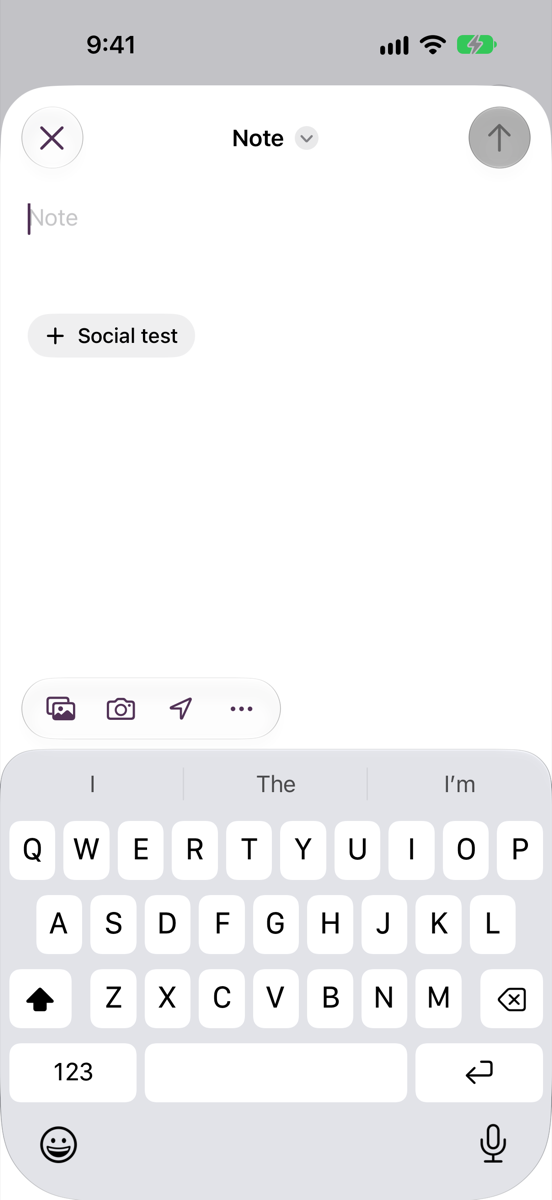 9:41
Note
Note
+ Social test
I The I'm
Q W E R T Y U I O P
A S D F G H J K L
Z X C V B N M
123